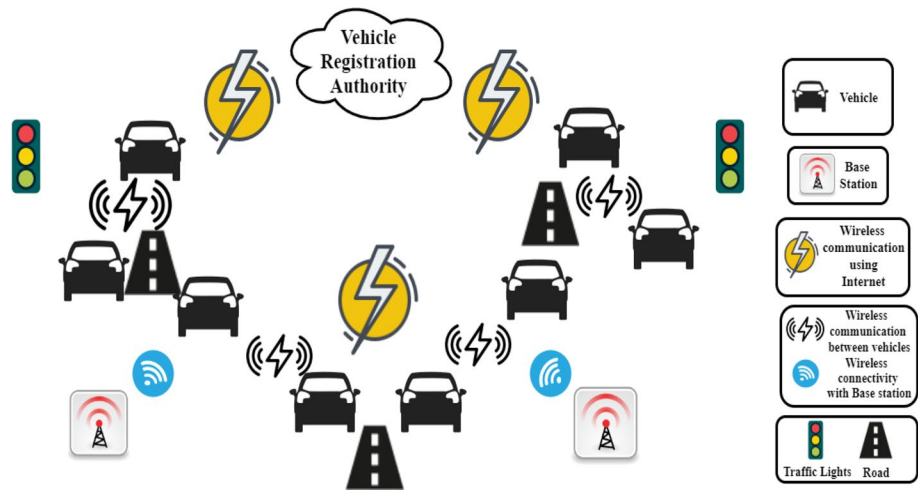 Vehicle
Registration
Authority
Vehicle
Base
Station
Wireless
communication
using
Internet
Wireless
communication
between vehicles
Wireless
connectivity
with Base station
Traffic Lights
Road